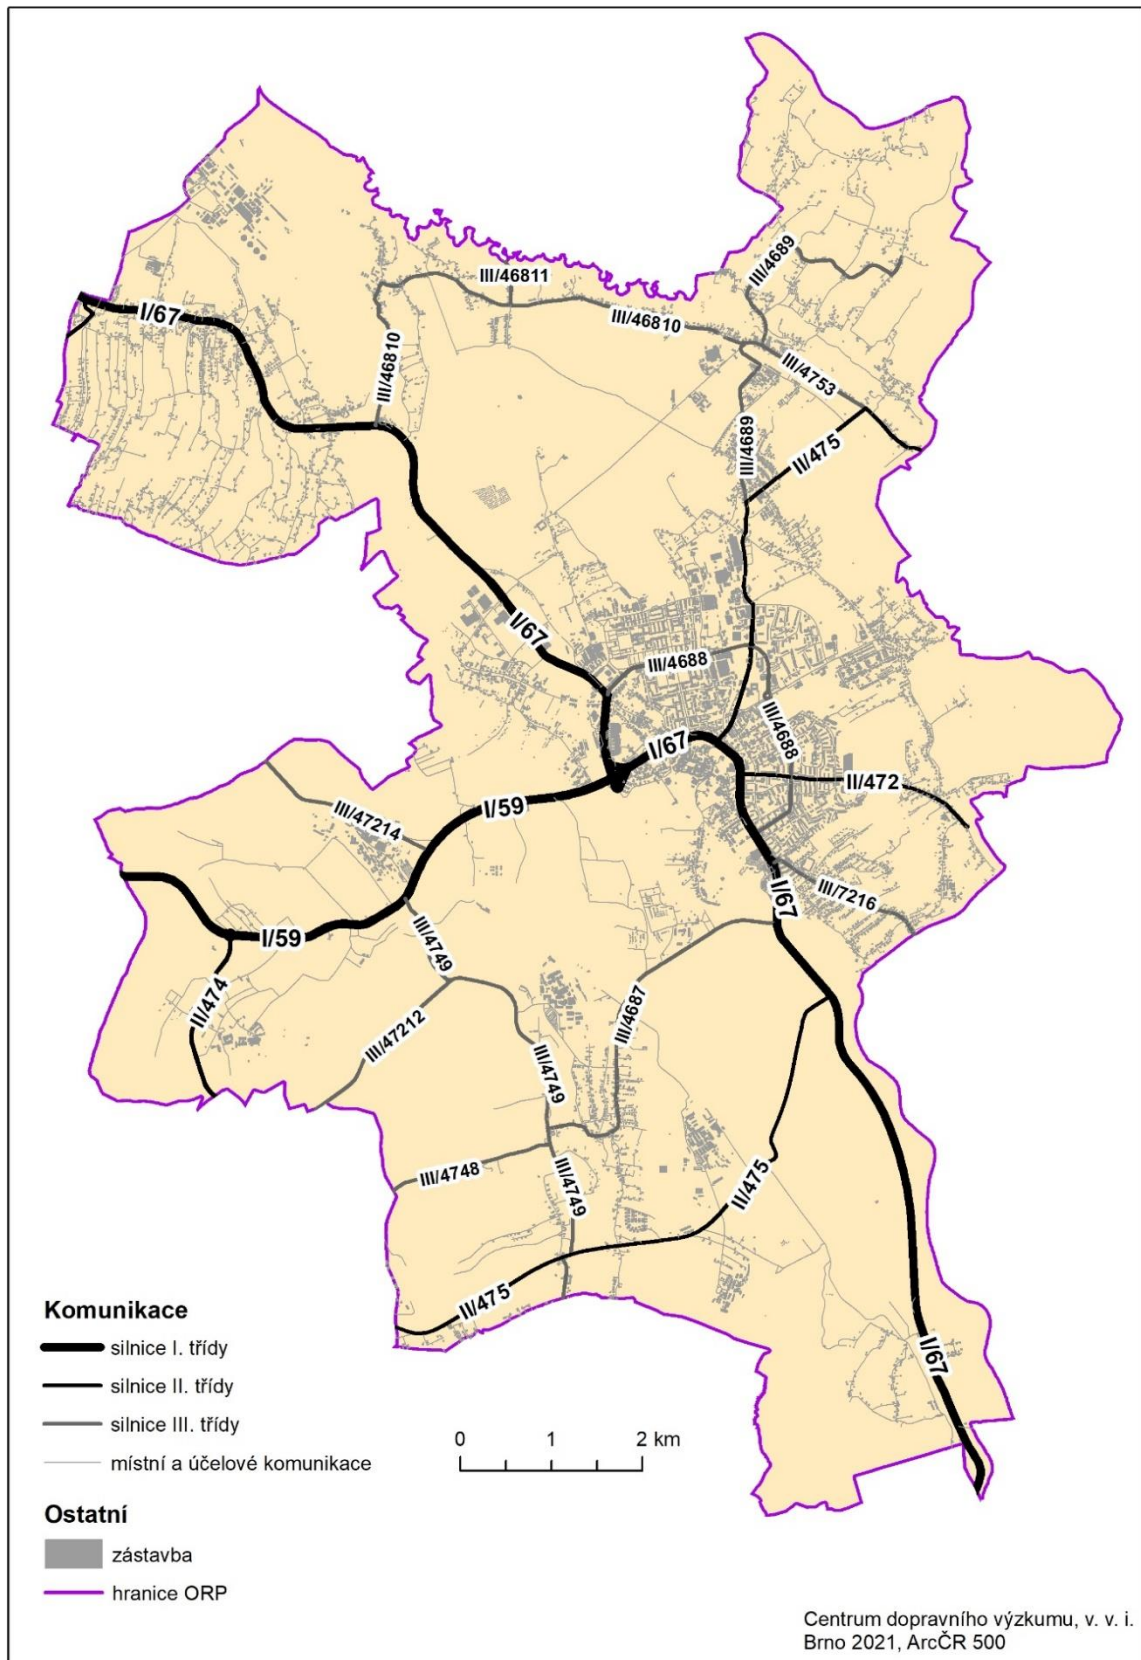 III/4689
III/46811
I/67
III/46810
III/46810
III/4753
III/4689
II/475
I/67
III/4688
III/4688
I/67
II/472
I/59
III/47214
III/7216
I/67
I/59
III/4749
II/474
III/4687
III/47212
III/4749
III/4748
III/4749
II/475
II/475
I/67
Komunikace
silnice I. třídy
silnice II. třídy
silnice III. třídy
místní a účelové komunikace
0 1 2 km
Ostatní
zástavba
hranice ORP
Centrum dopravního výzkumu, v. v. i.
Brno 2021, ArcČR 500